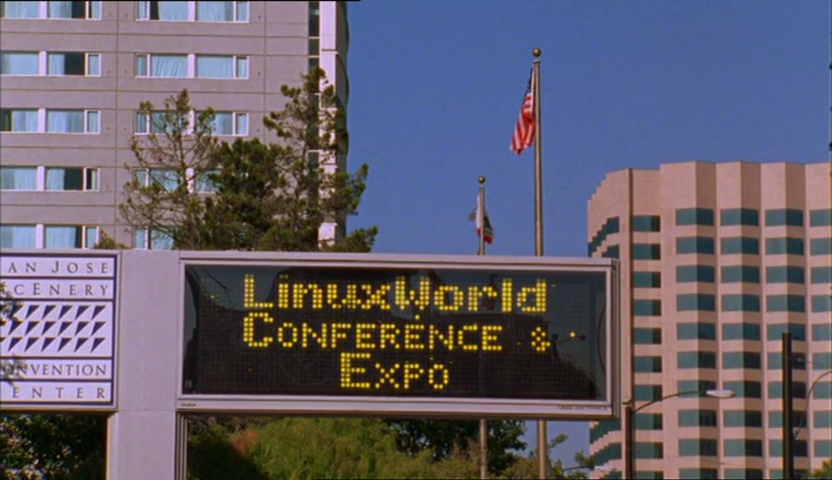 AN JOSE
CENERY
ONVENTION
ENTER
LinuxWorld
Conference &
Expo